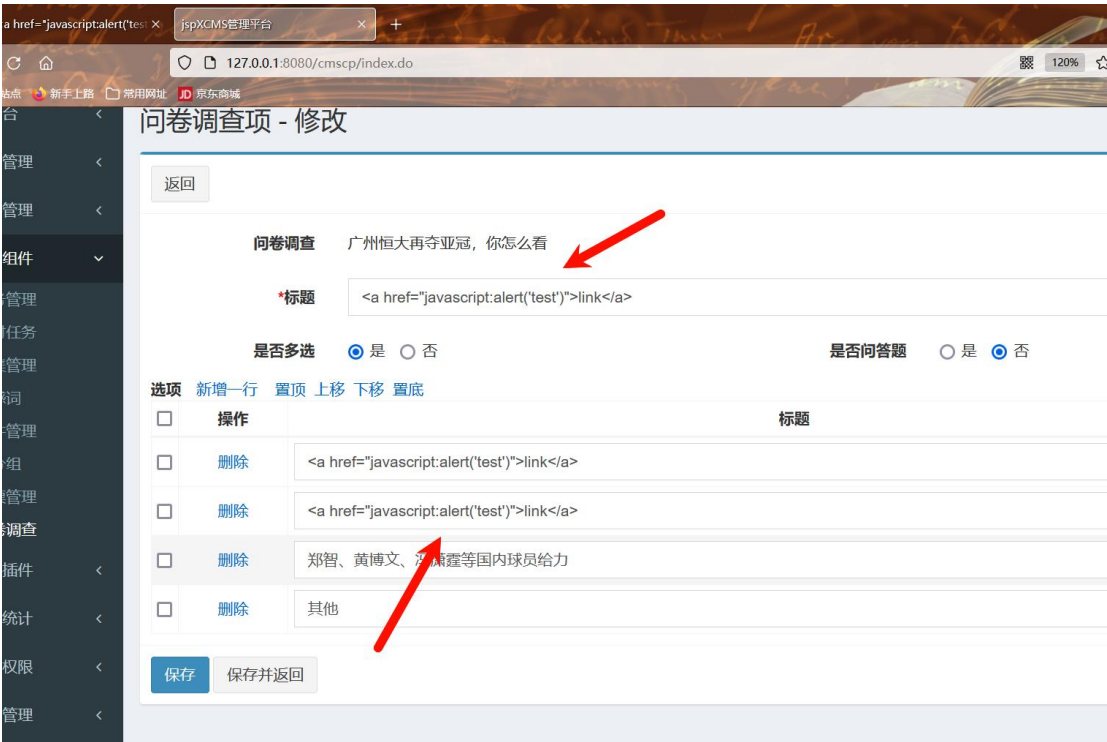 a href="javascript:alert('tes
jspXCMS管理平台
127.0.0.1:8080/cmscp/index.do
120%
站点 新手上路 常用网址 JD 京东商城
台
管理
管理
组件
管理
任务
管理
词
管理
组
管理
调查
插件
统计
权限
管理
问卷调查项 - 修改
返回
问卷调查 广州恒大再夺亚冠，你怎么看
*标题 <a href="javascript:alert('test')">link</a>
是否多选 是 否 是否问答题 是 否
选项 新增一行 置顶 上移 下移 置底
操作 标题
删除 <a href="javascript:alert('test')">link</a>
删除 <a href="javascript:alert('test')">link</a>
删除 郑智、黄博文、冯潇霆等国内球员给力
删除 其他
保存 保存并返回